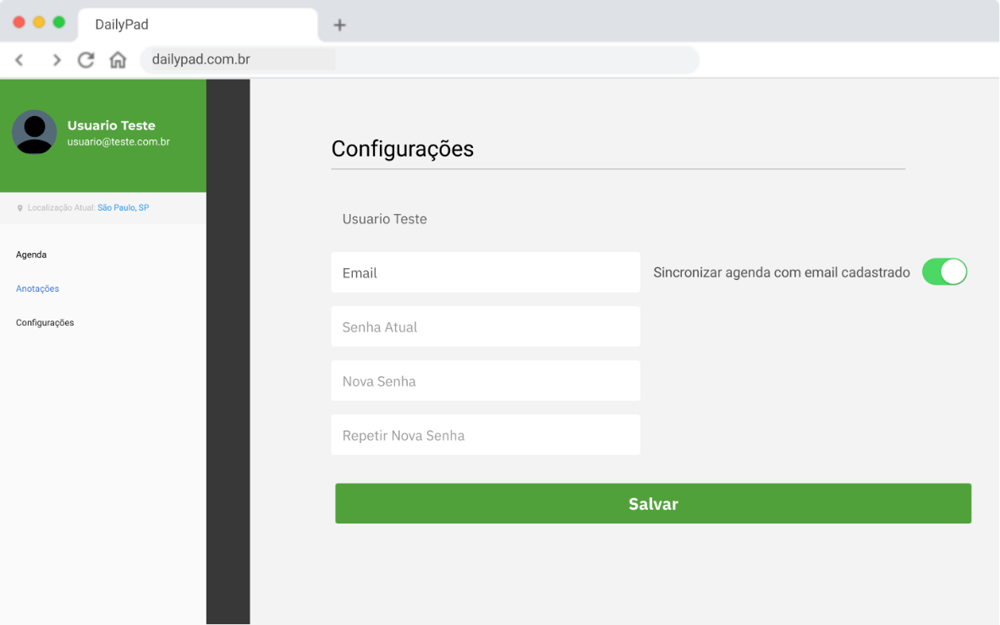 DailyPad
dailypad.com.br
Usuario Teste
usuario@teste.com.br
Localização Atual: São Paulo, SP
Agenda
Anotações
Configurações
Configurações
Usuario Teste
Email
Sincronizar agenda com email cadastrado
Senha Atual
Nova Senha
Repetir Nova Senha
Salvar